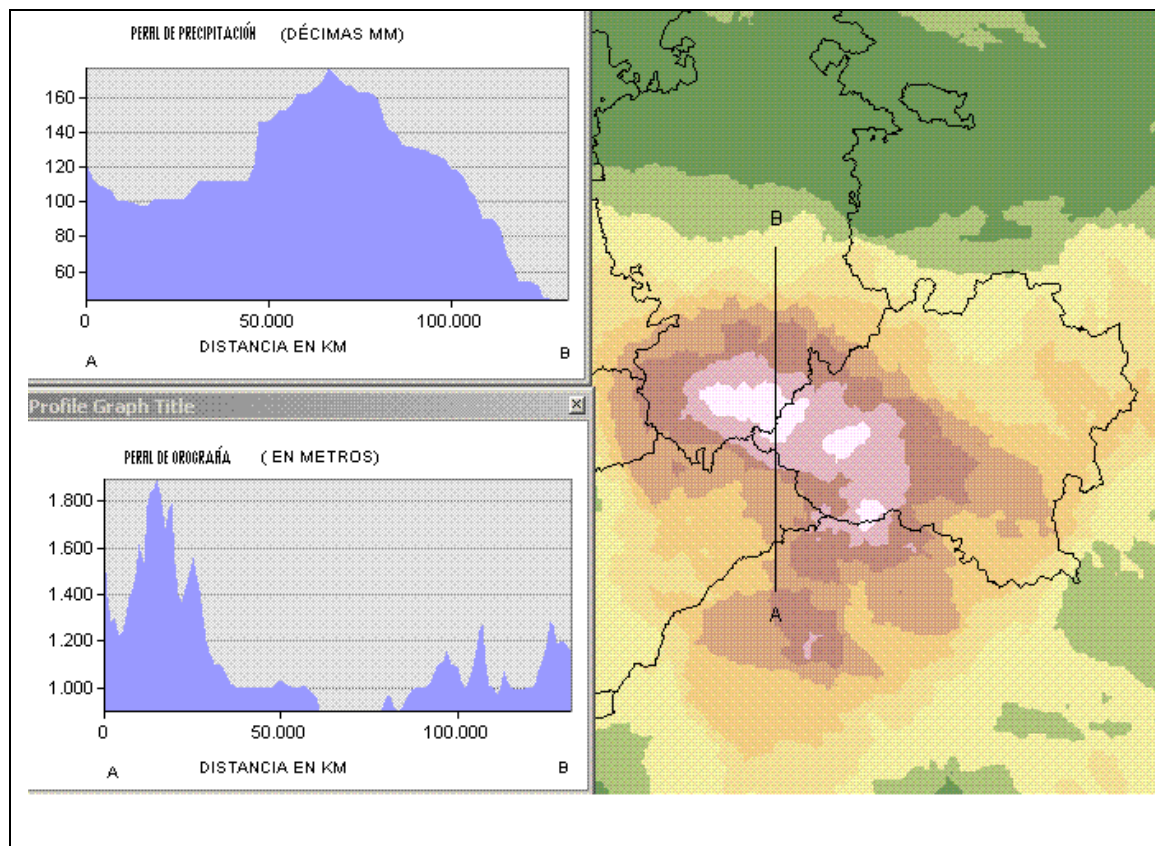 PERFIL DE PRECIPITACIÓN (DÉCIMAS MM)
160
140
120
100
80
60
0 50.000 100.000
DISTANCIA EN KM
A B
Profile Graph Title
PERFIL DE OROGRAFÍA ( EN METROS)
1.800
1.600
1.400
1.200
1.000
0 50.000 100.000
DISTANCIA EN KM
A B
B
A